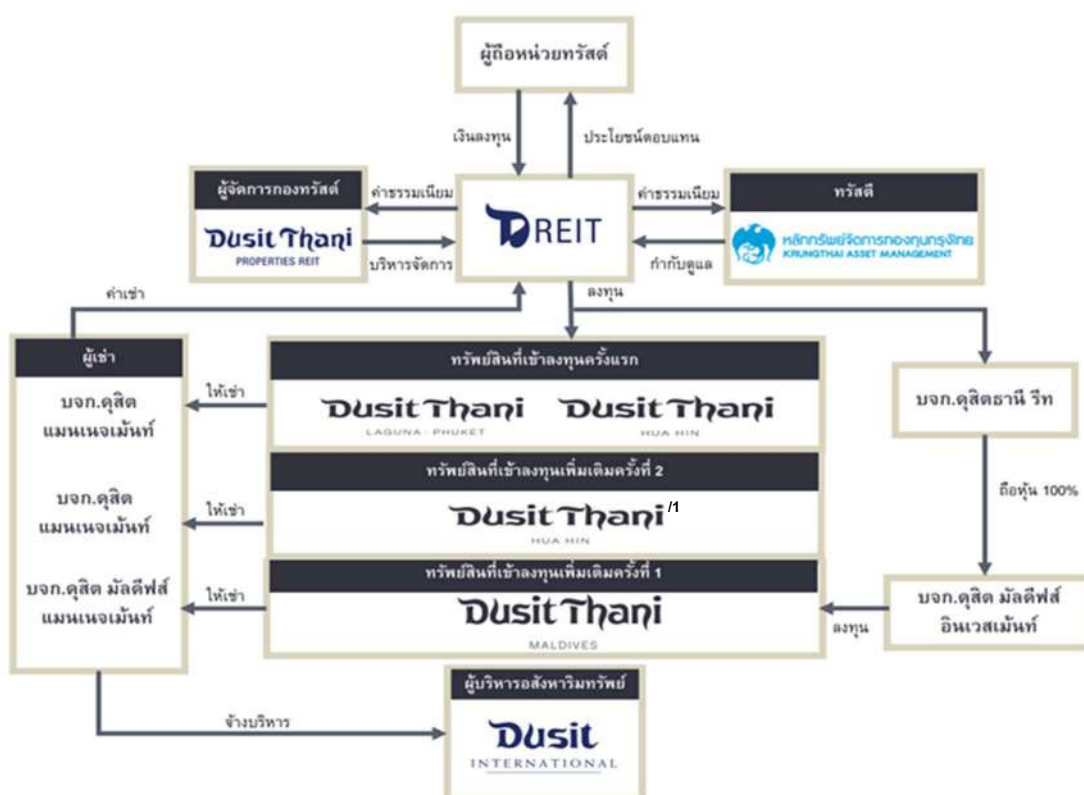 ผู้ถือหน่วยทรัสต์
เงินลงทุน
ประโยชน์ตอบแทน
ผู้จัดการกองทรัสต์
Dusit Thani
PROPERTIES REIT
ค่าธรรมเนียม
บริหารจัดการ
DREIT
ค่าธรรมเนียม
กำกับดูแล
ทรัสตี
หลักทรัพย์จัดการกองทุนกรุงไทย
KRUNGTHAI ASSET MANAGEMENT
ค่าเช่า
ลงทุน
ผู้เช่า
บจก.ดุสิต
แมนเนจเม้นท์
ให้เช่า
ทรัพย์สินที่เข้าลงทุนครั้งแรก
Dusit Thani
LAGUNA - PHUKET
Dusit Thani
HUA HIN
บจก.ดุสิตธานี รีท
บจก.ดุสิต
แมนเนจเม้นท์
ให้เช่า
ทรัพย์สินที่เข้าลงทุนเพิ่มเติมครั้งที่ 2
Dusit Thani /1
HUA HIN
ถือหุ้น 100%
บจก.ดุสิต มัลดีฟส์
แมนเนจเม้นท์
ให้เช่า
ทรัพย์สินที่เข้าลงทุนเพิ่มเติมครั้งที่ 1
Dusit Thani
MALDIVES
ลงทุน
บจก.ดุสิต มัลดีฟส์
อินเวสเม้นท์
จ้างบริหาร
ผู้บริหารอสังหาริมทรัพย์
Dusit
INTERNATIONAL